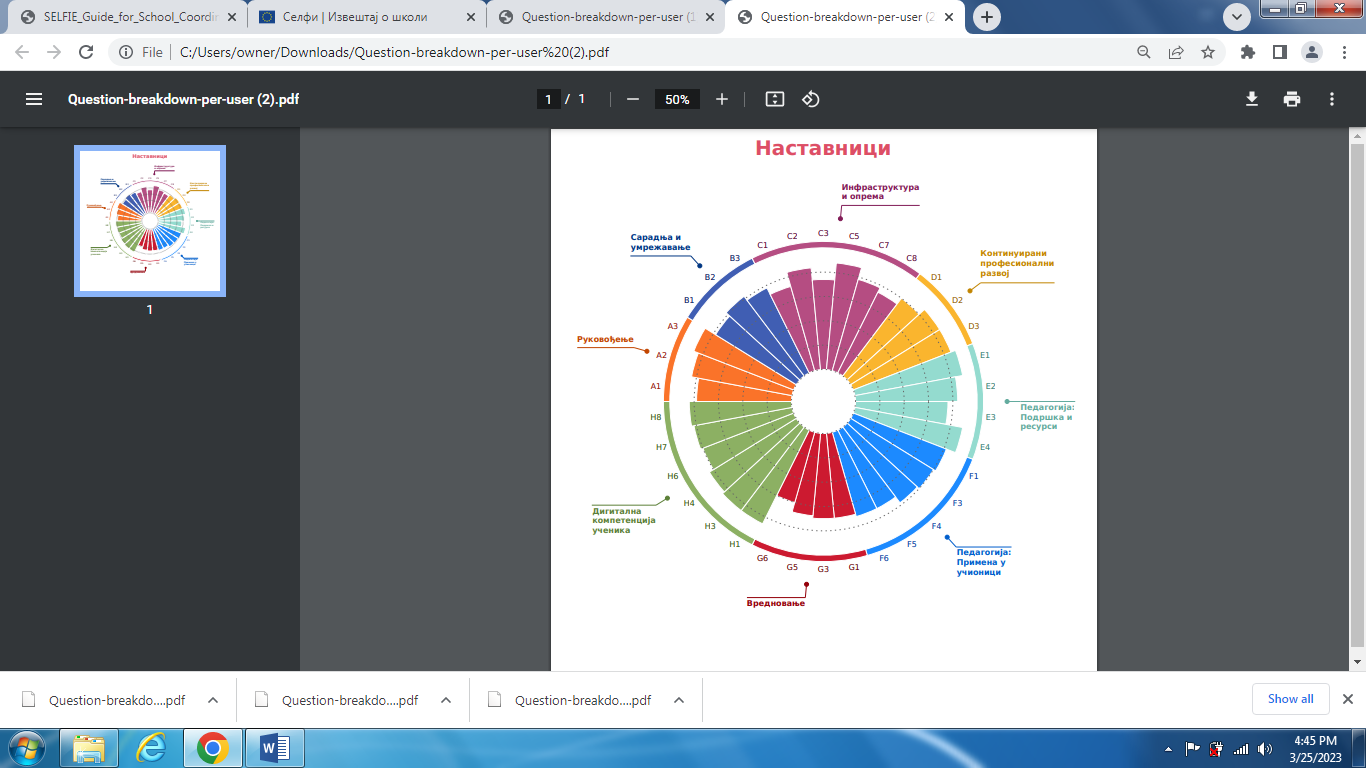 SELFIE_Guide_for_School_Coordin
Селфи | Извештај о школи
Question-breakdown-per-user (1
Question-breakdown-per-user (2
File
C:/Users/owner/Downloads/Question-breakdown-per-user%20(2).pdf
Question-breakdown-per-user (2).pdf
1 / 1
50%
1
Наставници
Инфраструктура
и опрема
Сарадња и
умрежавање
Континуирани
професионални
развој
Руковођење
Педагогија:
Подршка и
ресурси
Дигитална
компетенција
ученика
Педагогија:
Примена у
учионици
Вредновање
C1
C2
C3
C5
C7
C8
D1
D2
D3
E1
E2
E3
E4
F1
F3
F4
F5
F6
G1
G3
G5
G6
H1
H3
H4
H6
H7
H8
A1
A2
A3
B1
B2
B3
Question-breakdo....pdf
Question-breakdo....pdf
Question-breakdo....pdf
Show all
4:45 PM
3/25/2023